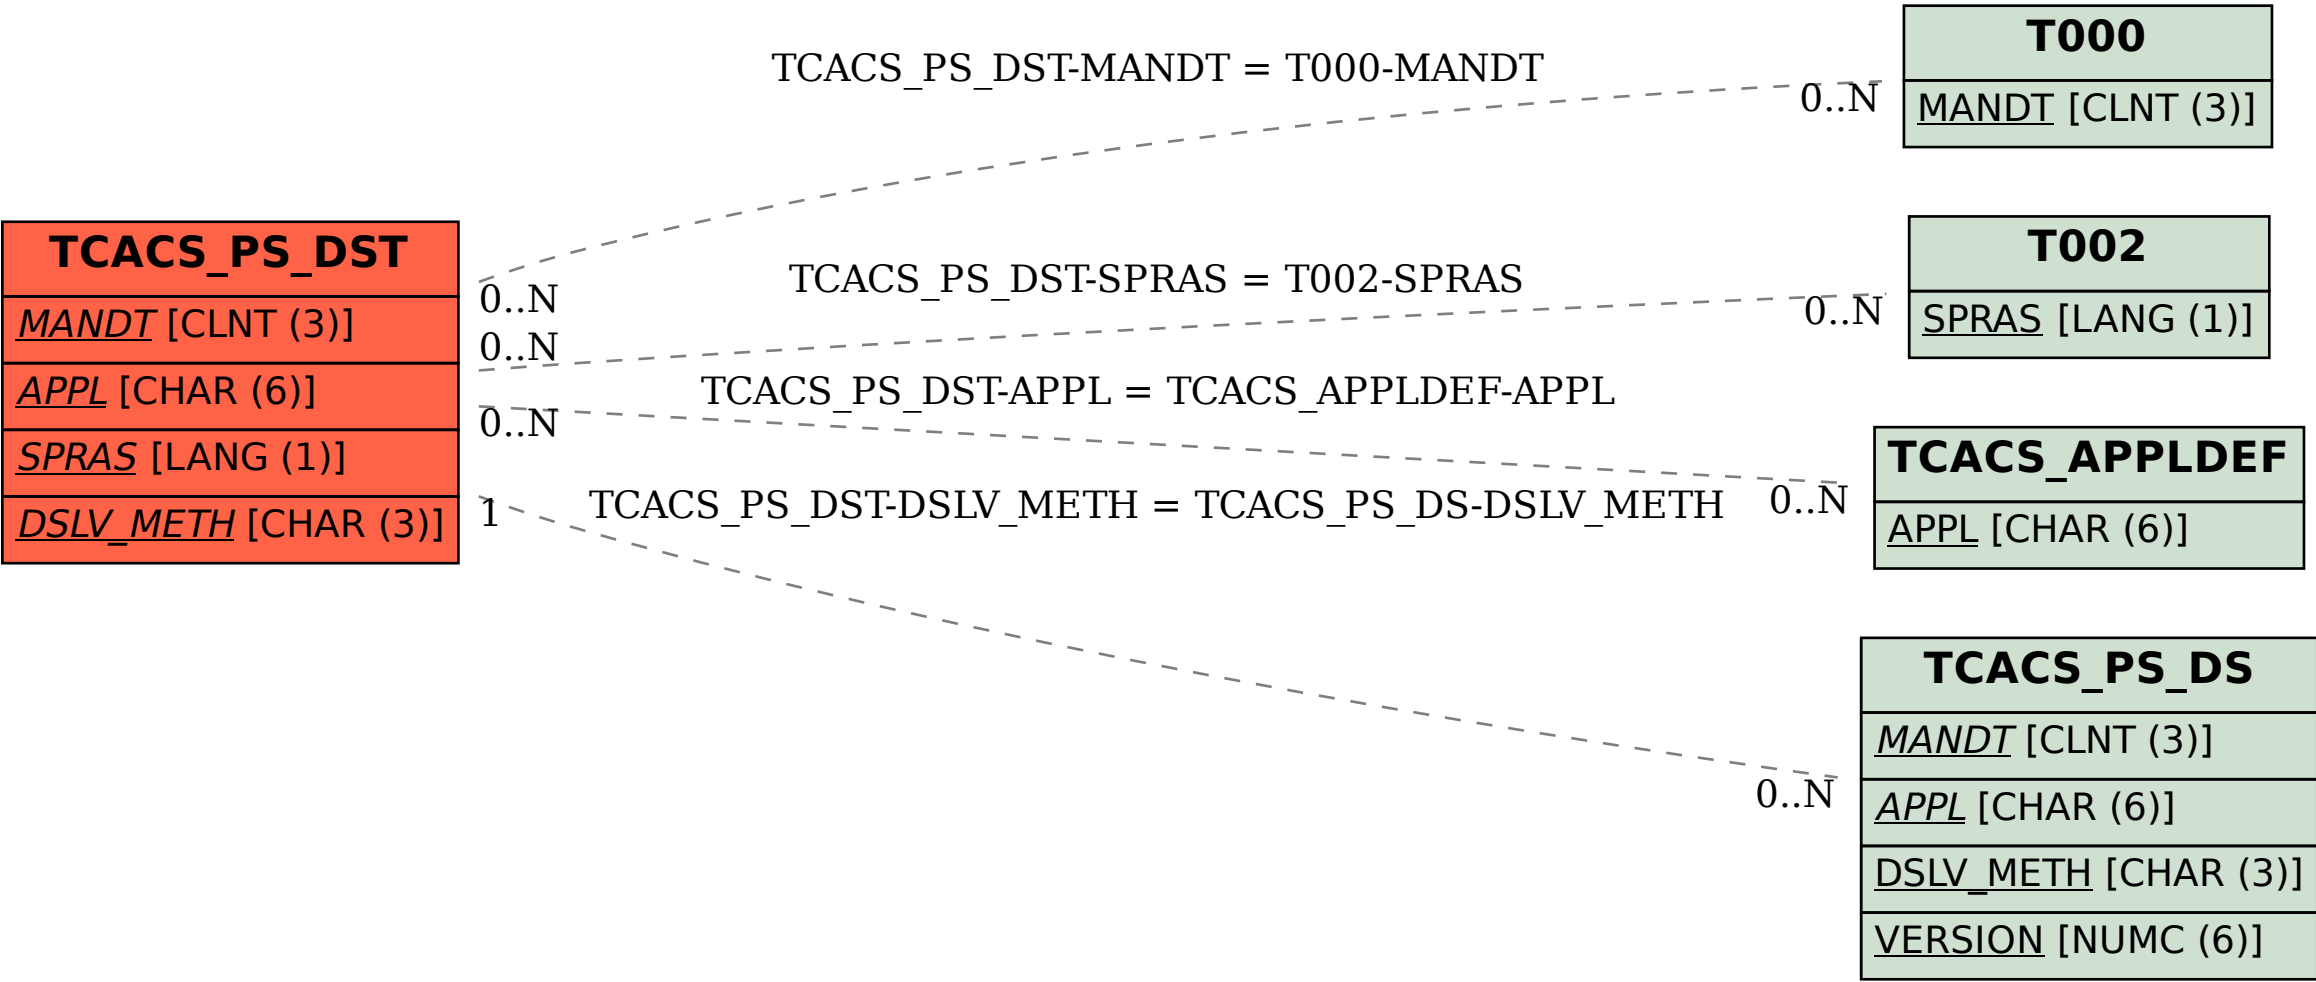 TCACS_PS_DST
MANDT [CLNT (3)]
APPL [CHAR (6)]
SPRAS [LANG (1)]
DSLV_METH [CHAR (3)]
TCACS_PS_DST-MANDT = T000-MANDT
0..N
0..N
TCACS_PS_DST-SPRAS = T002-SPRAS
0..N
0..N
TCACS_PS_DST-APPL = TCACS_APPLDEF-APPL
0..N
0..N
TCACS_PS_DST-DSLV_METH = TCACS_PS_DS-DSLV_METH
1
0..N
T000
MANDT [CLNT (3)]
T002
SPRAS [LANG (1)]
TCACS_APPLDEF
APPL [CHAR (6)]
TCACS_PS_DS
MANDT [CLNT (3)]
APPL [CHAR (6)]
DSLV_METH [CHAR (3)]
VERSION [NUMC (6)]